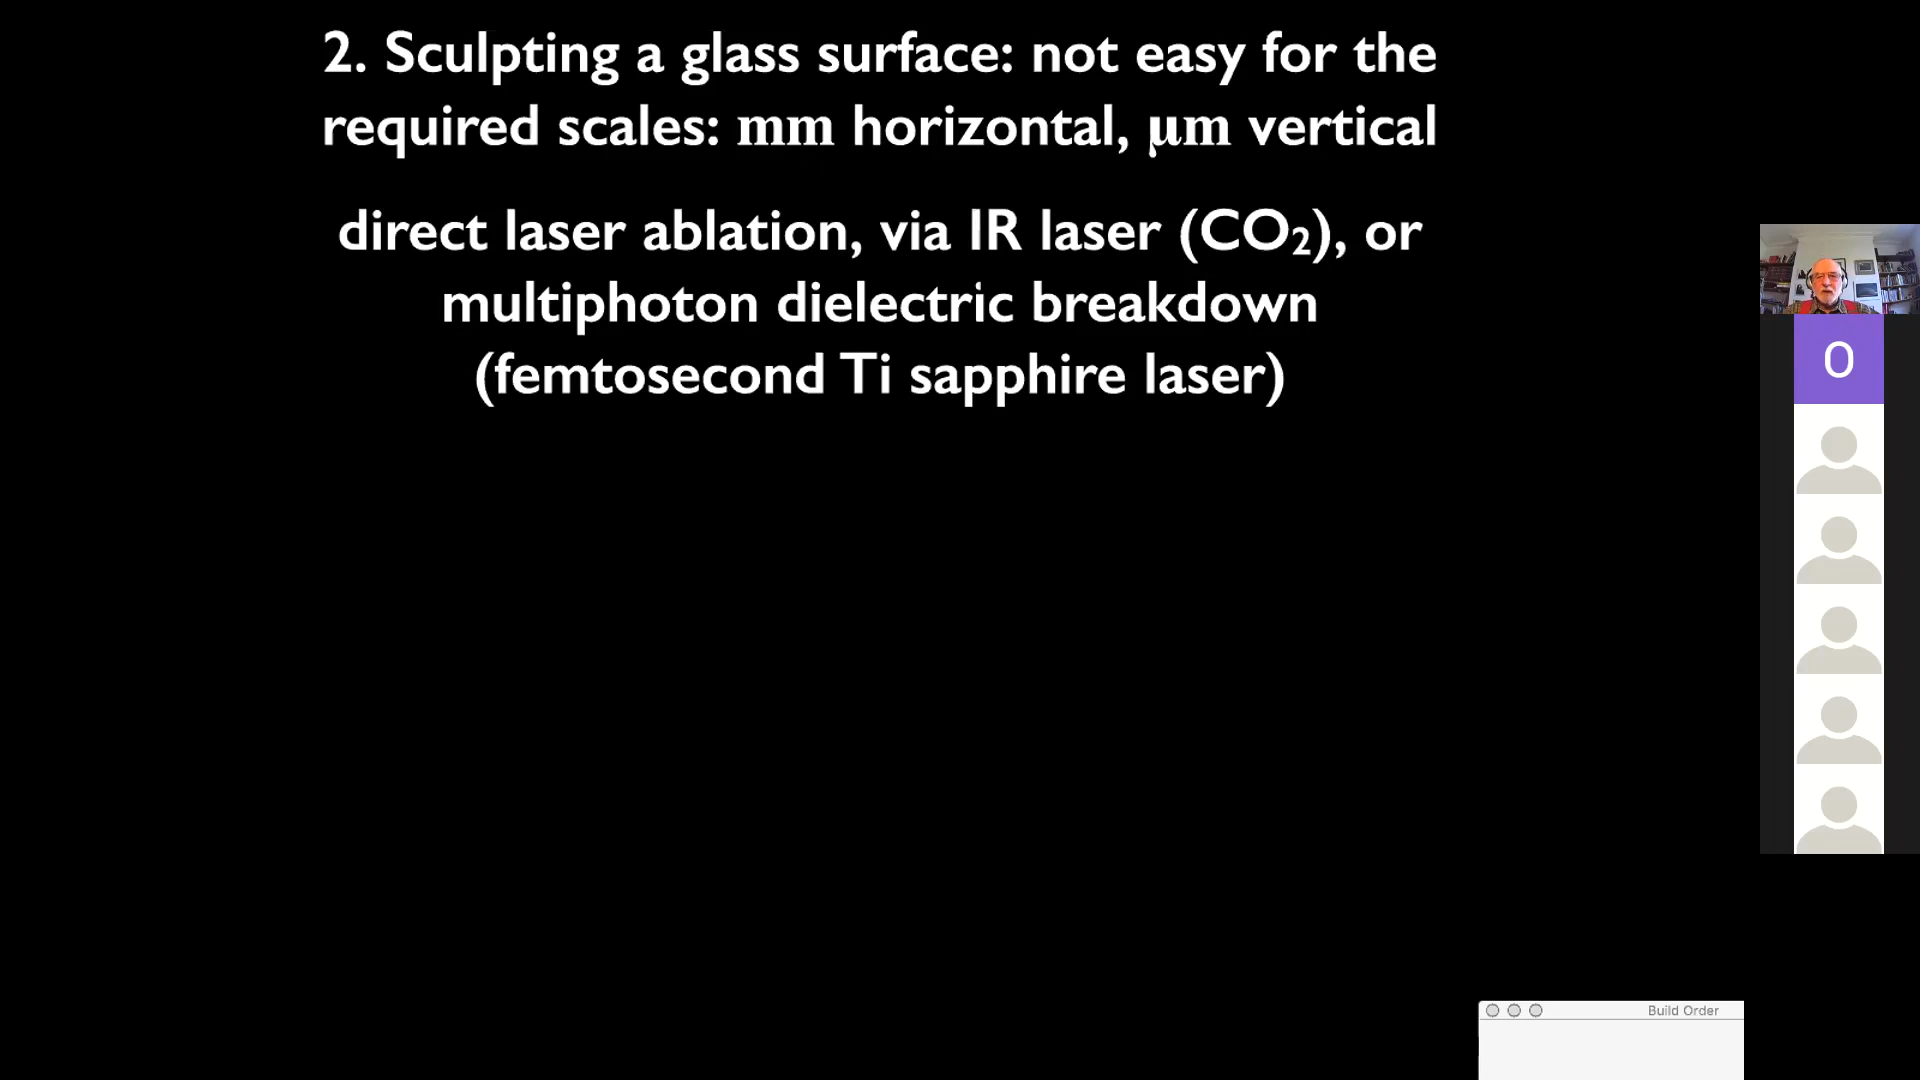 2. Sculpting a glass surface: not easy for the
required scales: mm horizontal, μm vertical
direct laser ablation, via IR laser (CO₂), or
multiphoton dielectric breakdown
(femtosecond Ti sapphire laser)
O
Build Order